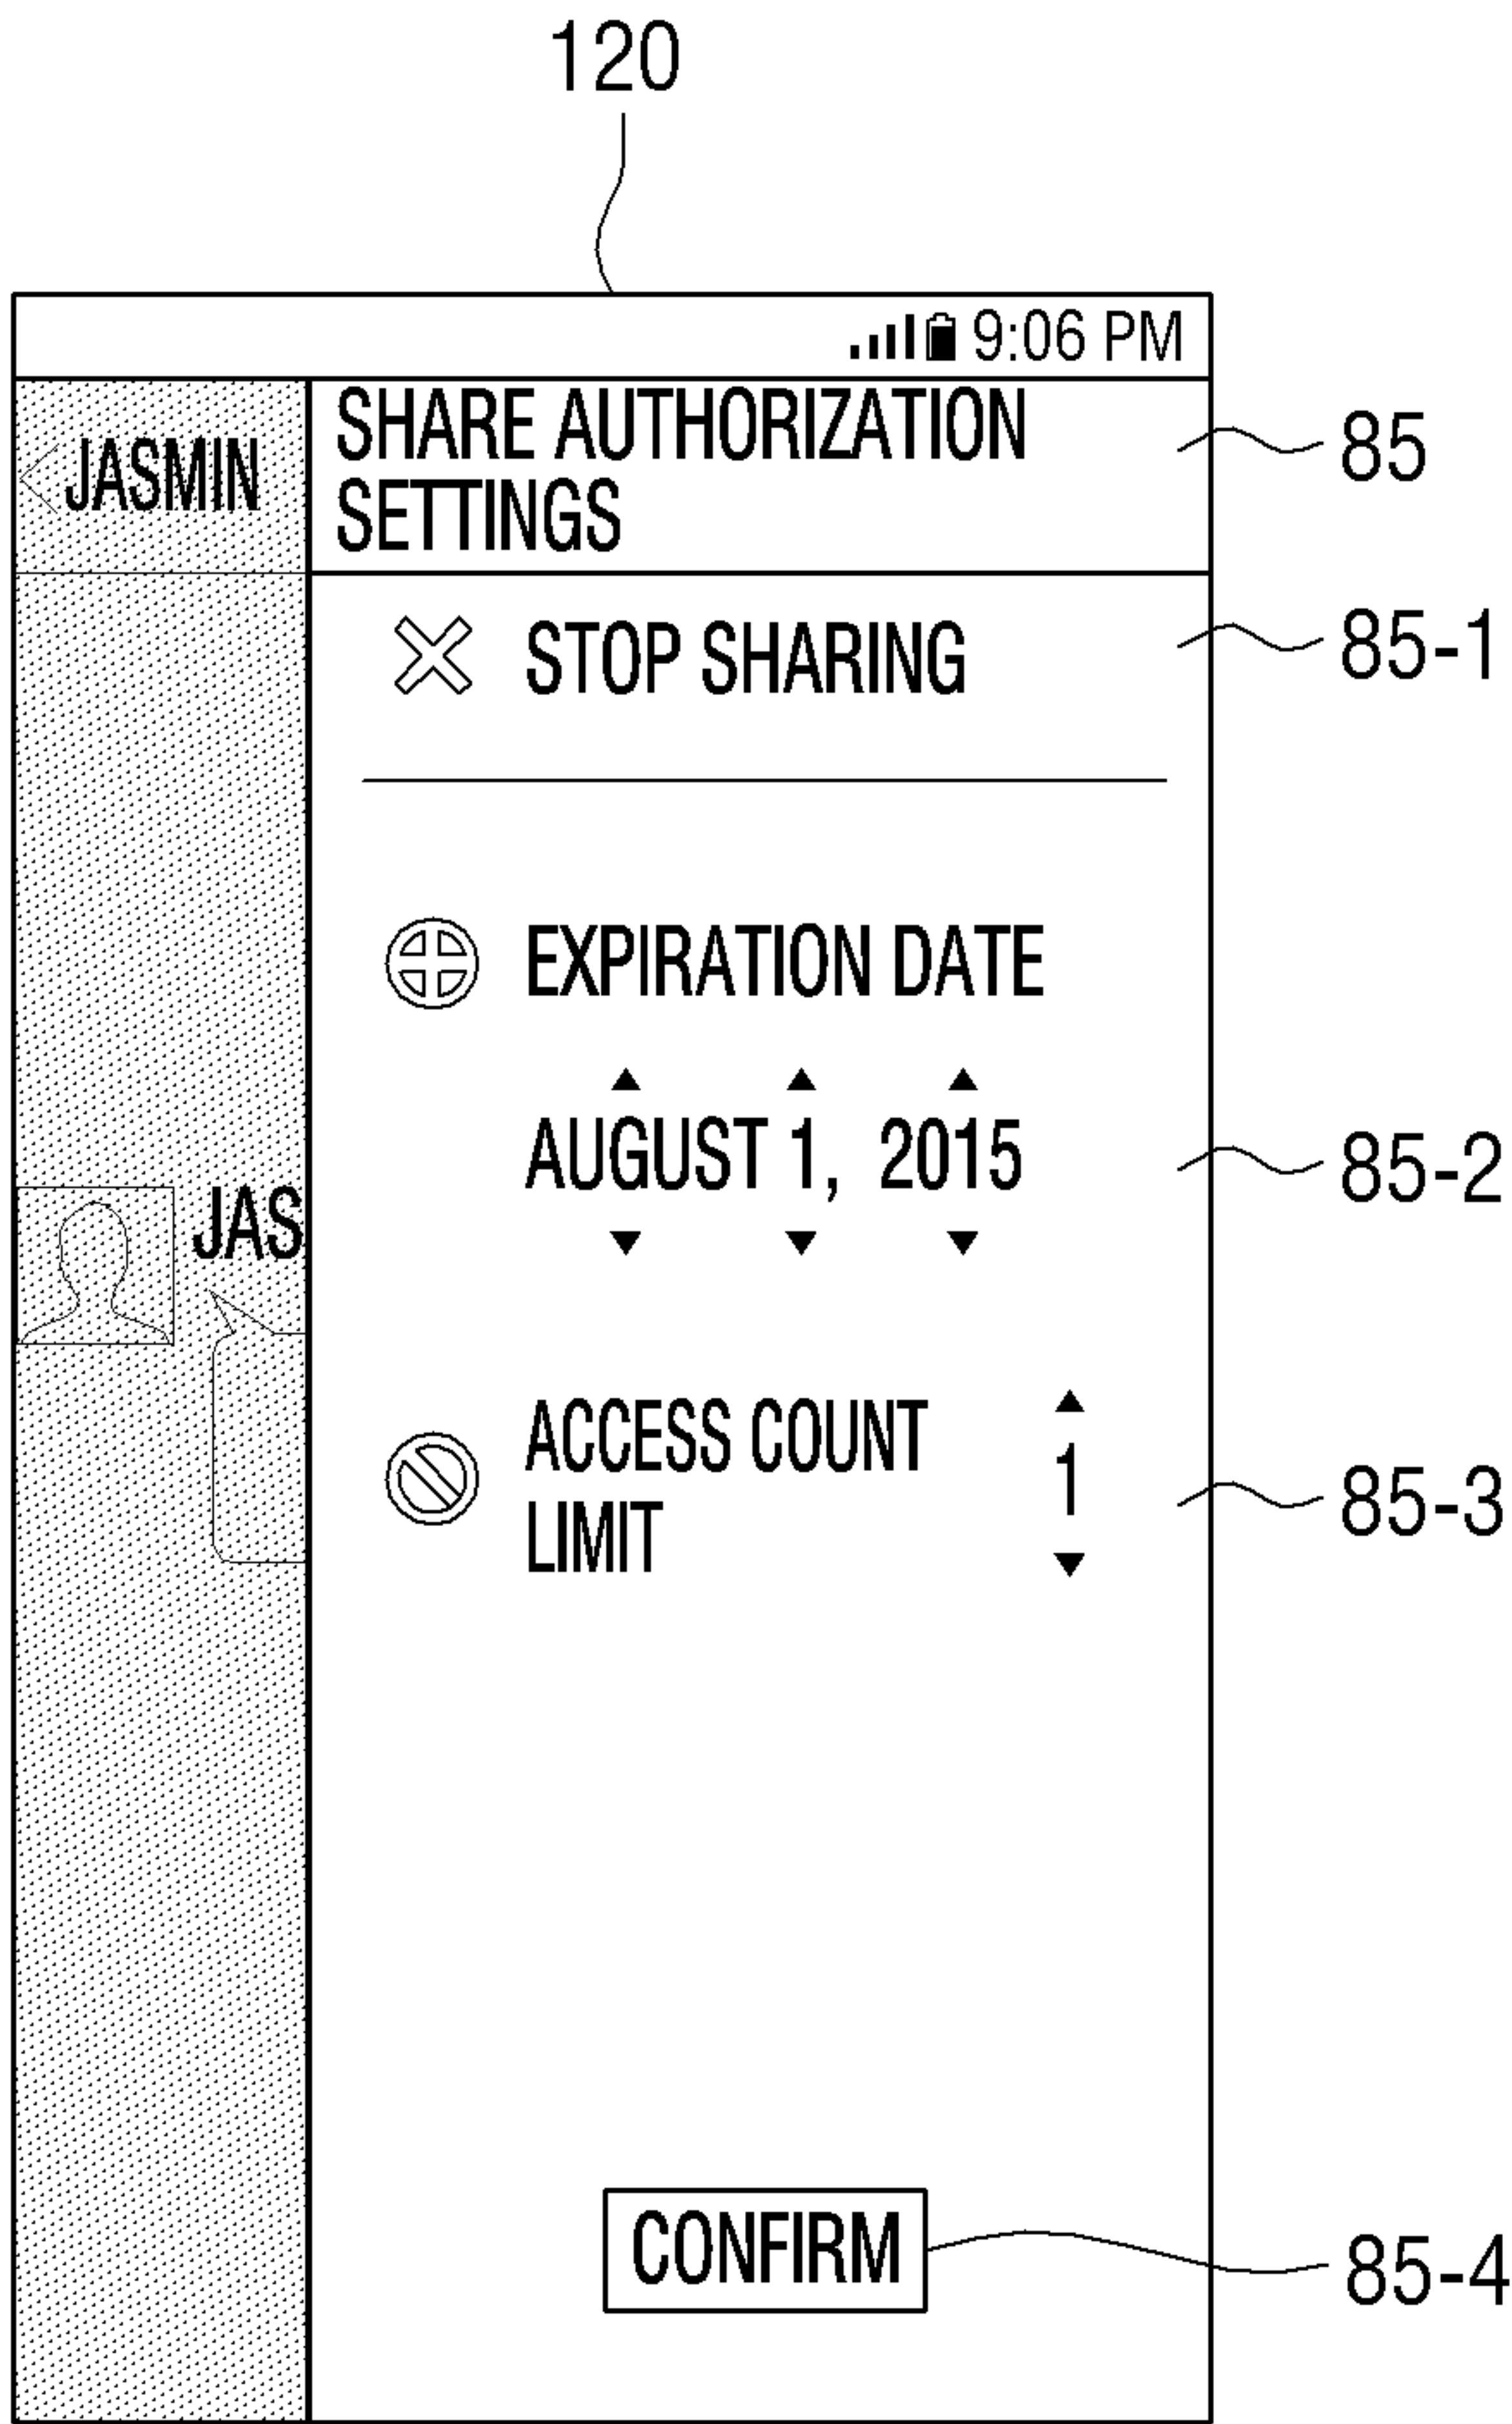 120
9:06 PM
< JASMIN
SHARE AUTHORIZATION
SETTINGS
85
STOP SHARING
85-1
EXPIRATION DATE
AUGUST 1, 2015
85-2
JAS
ACCESS COUNT
LIMIT
1
85-3
CONFIRM
85-4